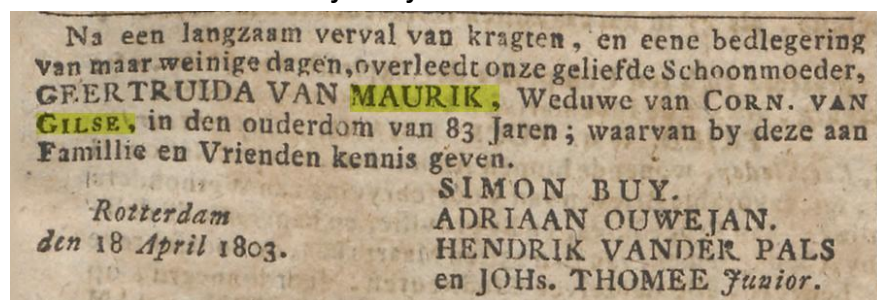 Na een langzaam verval van kragten, en eene bedlegering
van maar weinige dagen, overleedt onze geliefde Schoonmoeder,
GEERTRUIDA VAN MAURIK, Weduwe van CORN. VAN
GILSE, in den ouderdom van 83 Jaren; waarvan by deze aan
Famillie en Vrienden kennis geven.
SIMON BUY.
Rotterdam
ADRIAAN OUWEJAN.
den 18 April 1803.
HENDRIK VANDER PALS
en JOHs. THOMEE Junior.